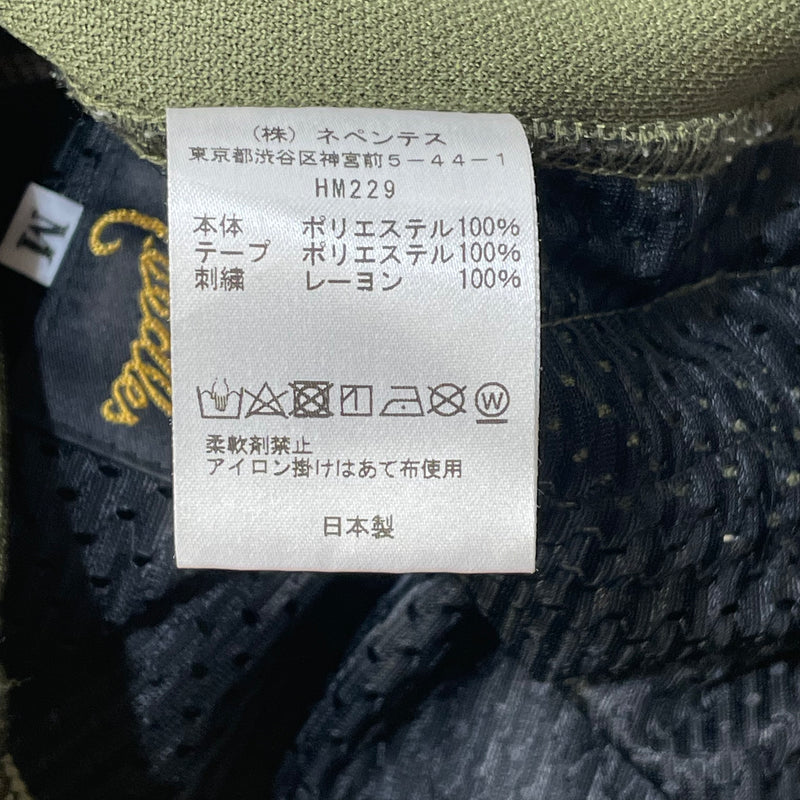 (株) ネペンテス
東京都渋谷区神宮前5-44-1
HM229
本体 ポリエステル100%
テープ ポリエステル100%
刺繍 レーヨン 100%
W
柔軟剤禁止
アイロン掛けはあて布使用
日本製
M
Needles